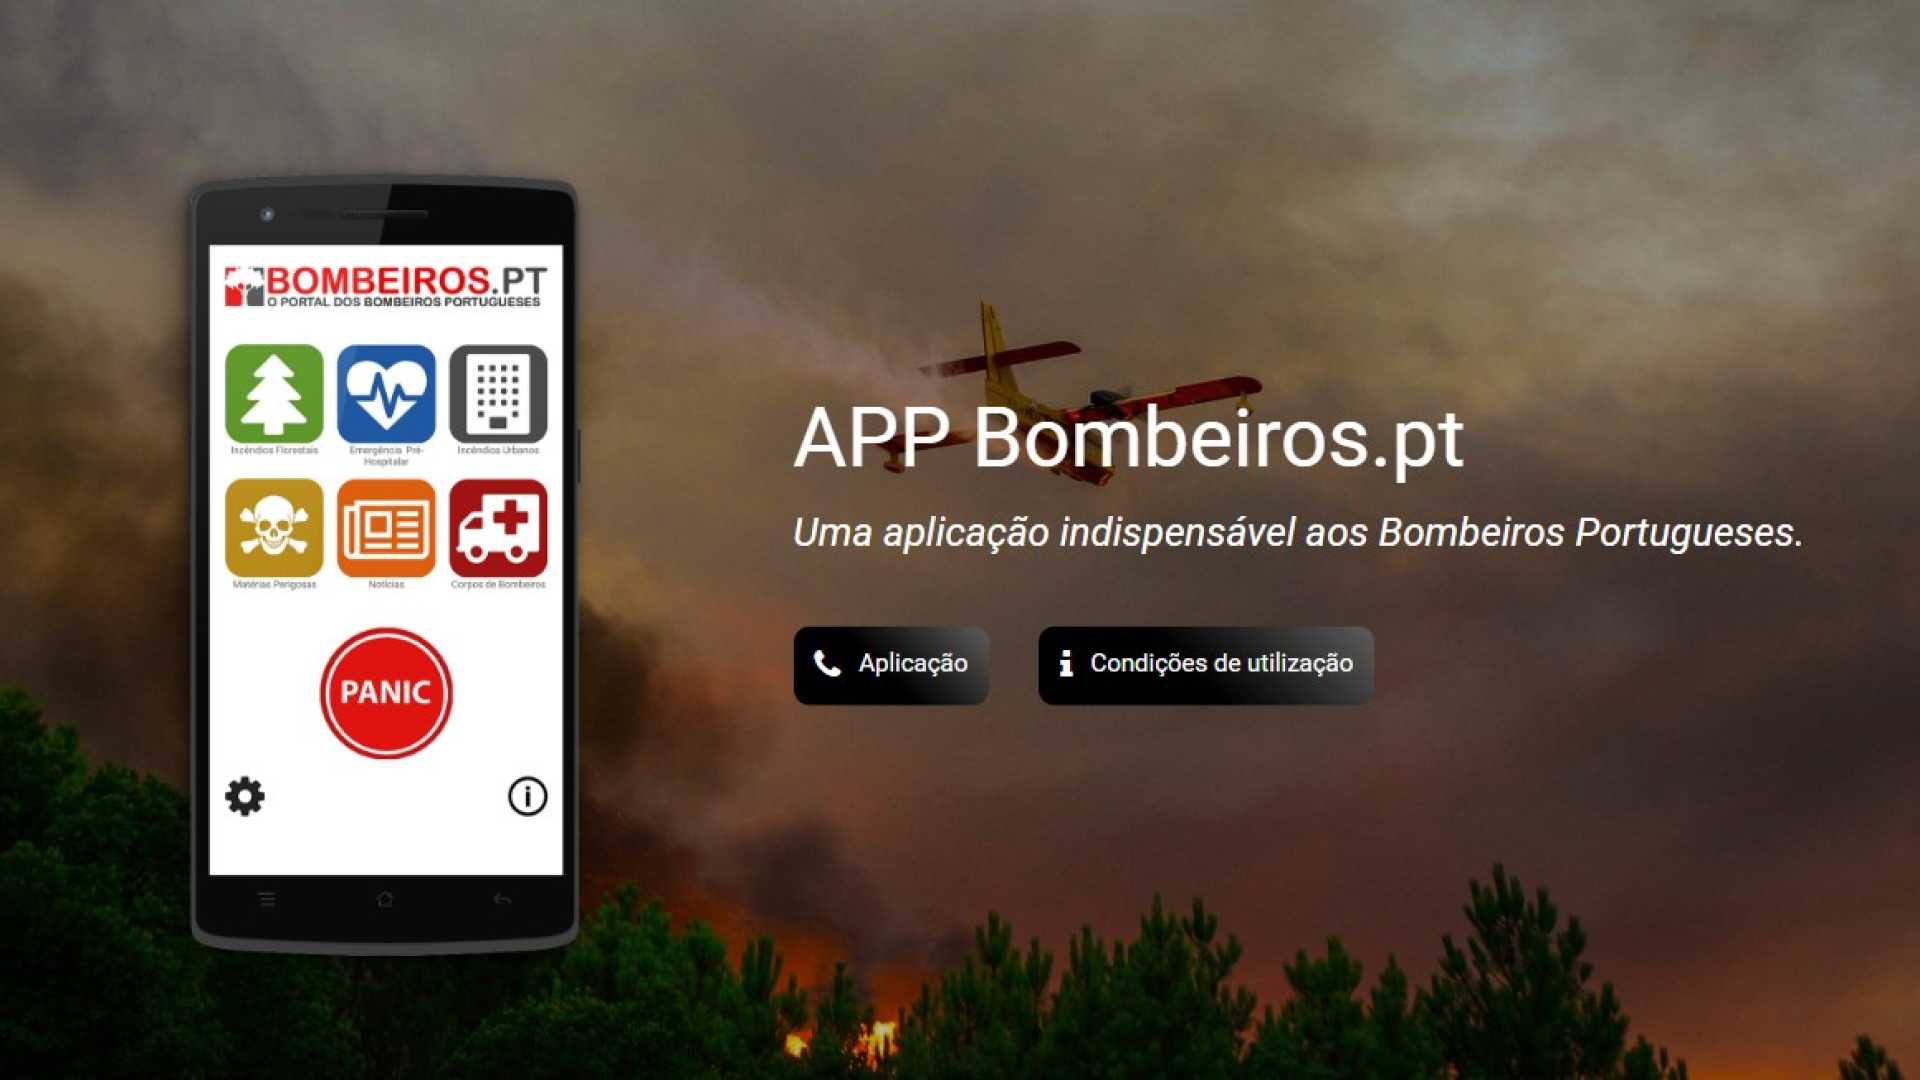 BOMBEIROS.PT
O PORTAL DOS BOMBEIROS PORTUGUESES
Incêndios Florestais
Emergência Pré-
Hospitalar
Incêndios Urbanos
Matérias Perigosas
Notícias
Corpos de Bombeiros
PANIC
APP Bombeiros.pt
Uma aplicação indispensável aos Bombeiros Portugueses.
Aplicação
Condições de utilização